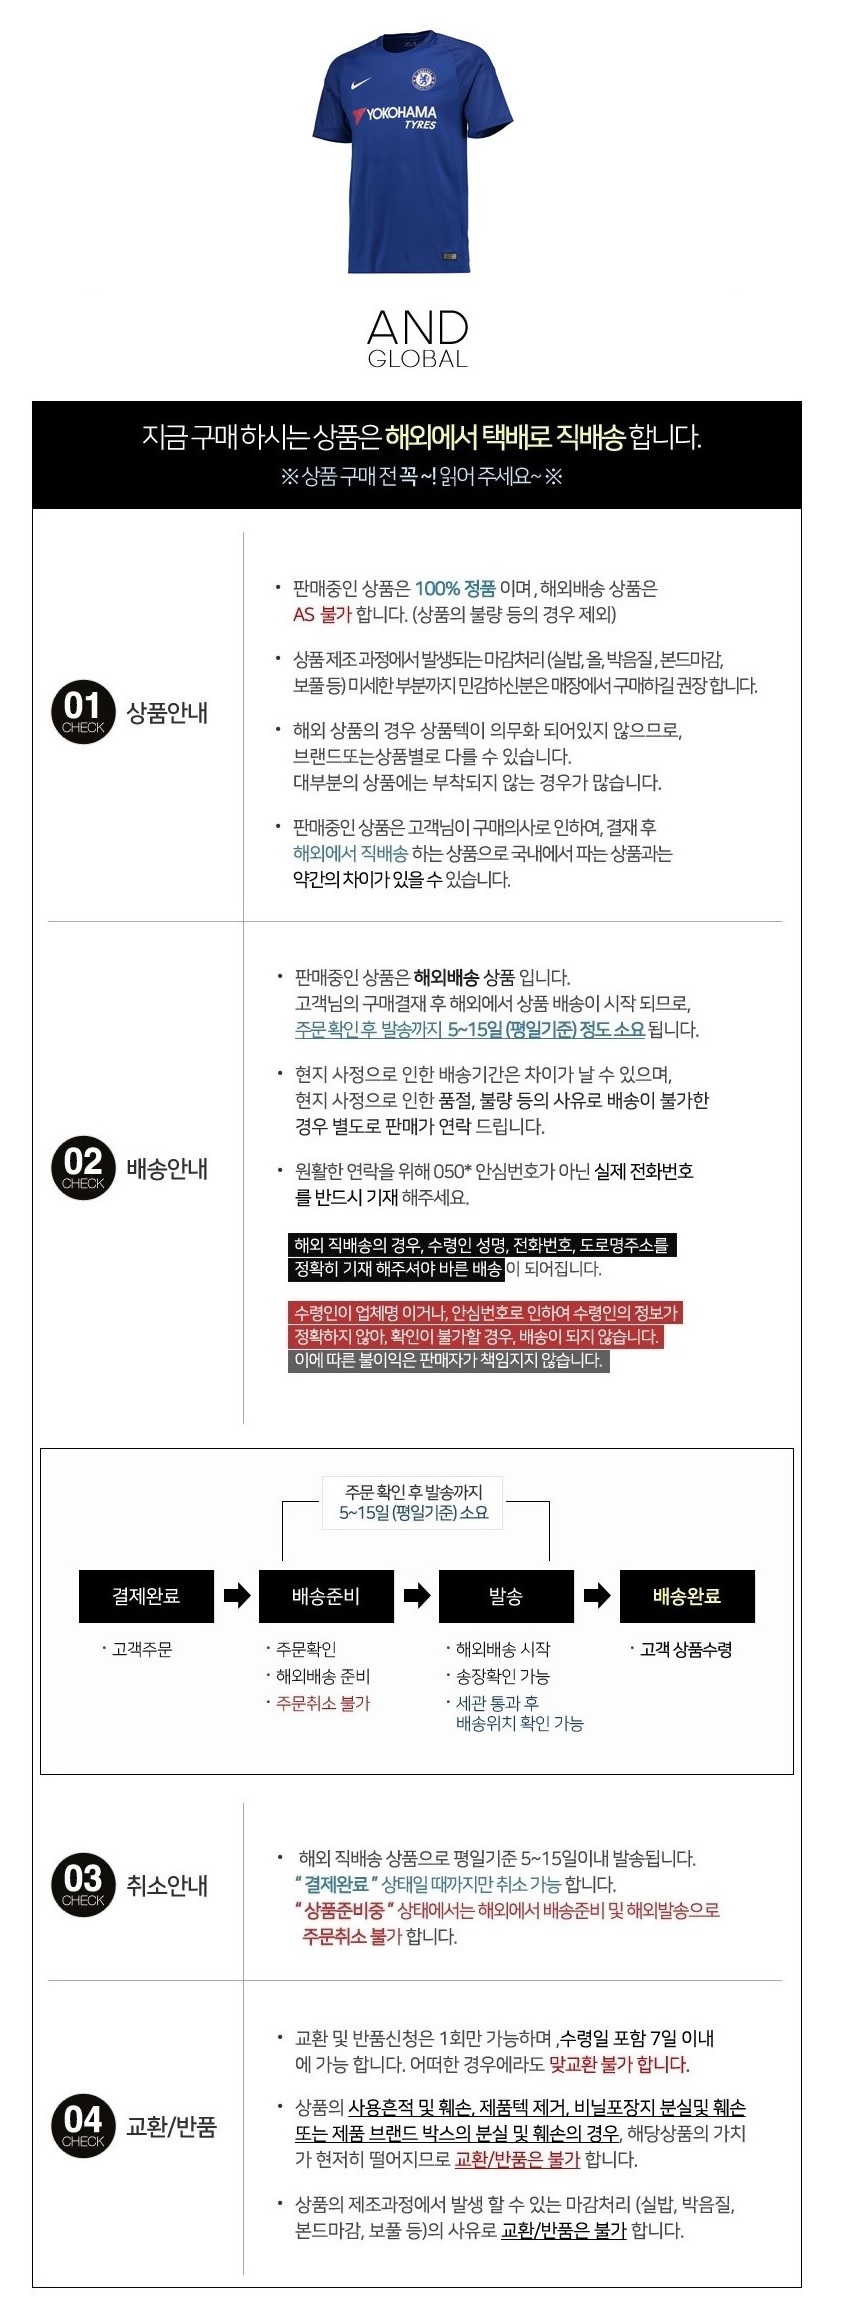 YOKOHAMA
TYRES
AND
GLOBAL
지금 구매 하시는 상품은 해외에서 택배로 직배송 합니다.
※ 상품 구매 전 꼭 ~! 읽어 주세요~ ※
01
CHECK
상품안내
• 판매중인 상품은 100% 정품 이며, 해외배송 상품은
AS 불가 합니다. (상품의 불량 등의 경우 제외)
• 상품 제조 과정에서 발생되는 마감처리 (실밥, 올, 박음질, 본드마감,
보풀 등) 미세한 부분까지 민감하신분은 매장에서 구매하길 권장 합니다.
• 해외 상품의 경우 상품텍이 의무화 되어있지 않으므로,
브랜드또는상품별로 다를 수 있습니다.
대부분의 상품에는 부착되지 않는 경우가 많습니다.
• 판매중인 상품은 고객님이 구매의사로 인하여, 결재 후
해외에서 직배송 하는 상품으로 국내에서 파는 상품과는
약간의 차이가 있을 수 있습니다.
02
CHECK
배송안내
• 판매중인 상품은 해외배송 상품 입니다.
고객님의 구매결재 후 해외에서 상품 배송이 시작 되므로,
주문 확인 후 발송까지 5~15일 (평일기준) 정도 소요 됩니다.
• 현지 사정으로 인한 배송기간은 차이가 날 수 있으며,
현지 사정으로 인한 품절, 불량 등의 사유로 배송이 불가한
경우 별도로 판매가 연락 드립니다.
• 원활한 연락을 위해 050* 안심번호가 아닌 실제 전화번호
를 반드시 기재 해주세요.
해외 직배송의 경우, 수령인 성명, 전화번호, 도로명주소를
정확히 기재 해주셔야 바른 배송이 되어집니다.
수령인이 업체명 이거나, 안심번호로 인하여 수령인의 정보가
정확하지 않아, 확인이 불가할 경우, 배송이 되지 않습니다.
이에 따른 불이익은 판매자가 책임지지 않습니다.
주문 확인 후 발송까지
5~15일 (평일기준) 소요
결제완료
배송준비
발송
배송완료
· 고객주문
· 주문확인
· 해외배송 준비
· 주문취소 불가
· 해외배송 시작
· 송장확인 가능
· 세관 통과 후
배송위치 확인 가능
· 고객 상품수령
03
CHECK
취소안내
• 해외 직배송 상품으로 평일기준 5~15일이내 발송됩니다.
“ 결제완료 ” 상태일 때까지만 취소 가능 합니다.
“ 상품준비중 ” 상태에서는 해외에서 배송준비 및 해외발송으로
주문취소 불가 합니다.
04
CHECK
교환/반품
• 교환 및 반품신청은 1회만 가능하며 ,수령일 포함 7일 이내
에 가능 합니다. 어떠한 경우에라도 맞교환 불가 합니다.
• 상품의 사용흔적 및 훼손, 제품텍 제거, 비닐포장지 분실및 훼손
또는 제품 브랜드 박스의 분실 및 훼손의 경우, 해당상품의 가치
가 현저히 떨어지므로 교환/반품은 불가 합니다.
• 상품의 제조과정에서 발생 할 수 있는 마감처리 (실밥, 박음질,
본드마감, 보풀 등)의 사유로 교환/반품은 불가 합니다.